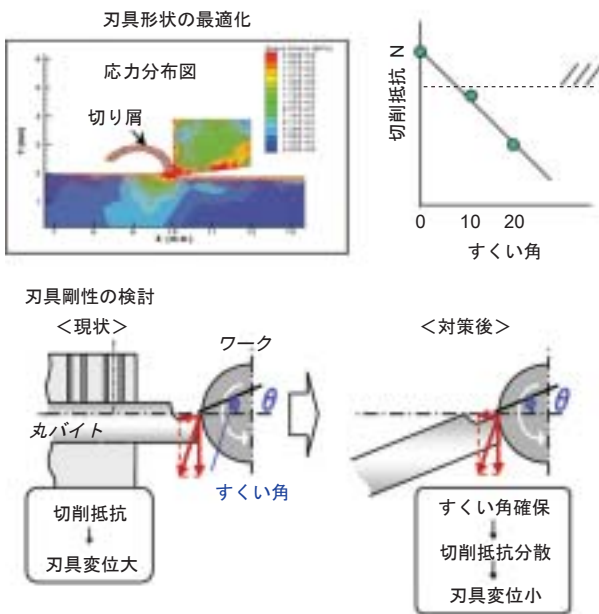 刃具形状の最適化
応力分布図
切り屑
切削抵抗 N
0 10 20
すくい角
刃具剛性の検討
＜現状＞
ワーク
θ
丸バイト
すくい角
切削抵抗
↓
刃具変位大
＜対策後＞
θ
すくい角確保
↓
切削抵抗分散
↓
刃具変位小